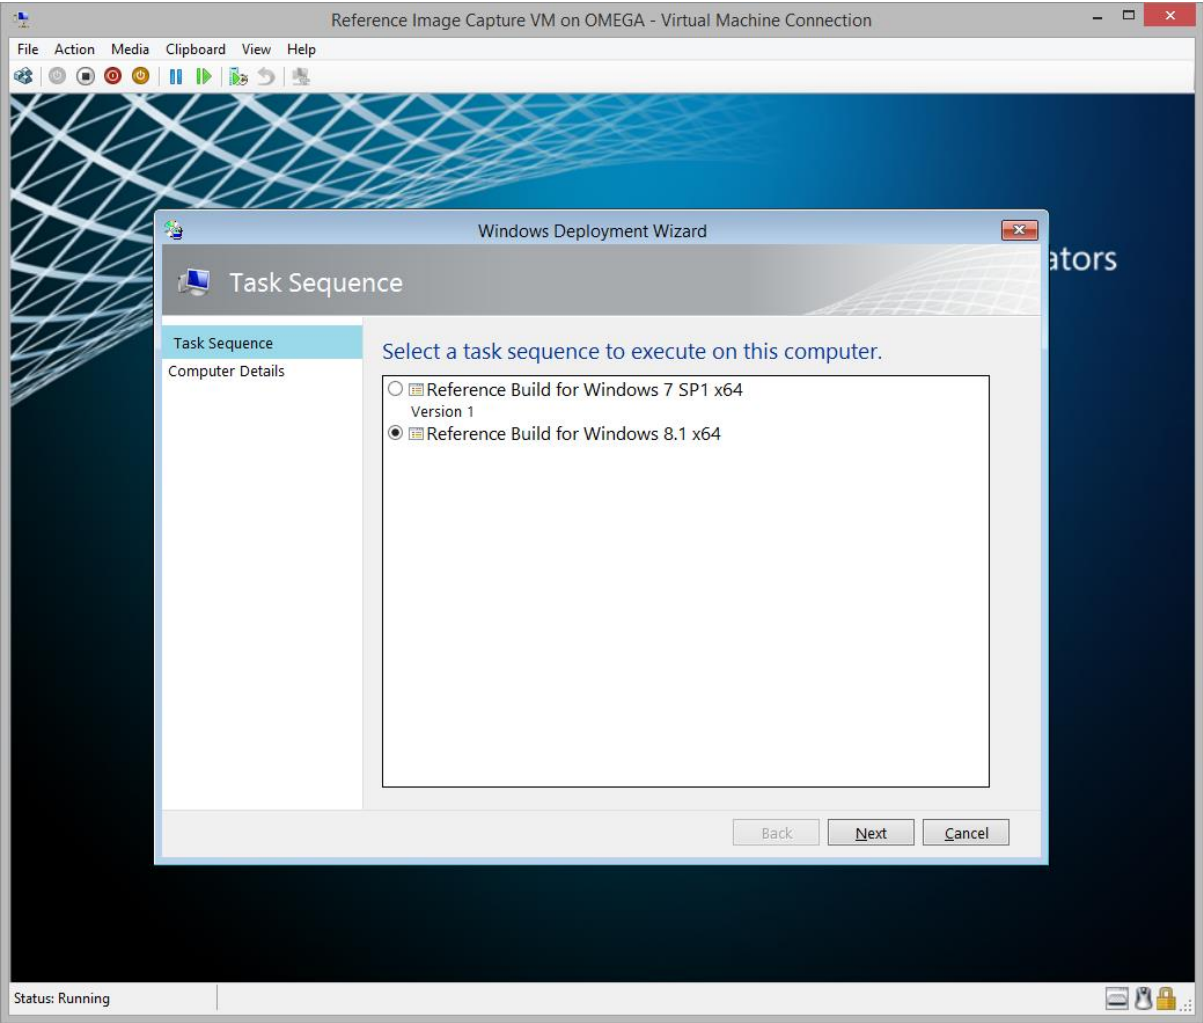 Reference Image Capture VM on OMEGA - Virtual Machine Connection
File Action Media Clipboard View Help
Windows Deployment Wizard
ators
Task Sequence
Task Sequence
Computer Details
Select a task sequence to execute on this computer.
Reference Build for Windows 7 SP1 x64
Version 1
Reference Build for Windows 8.1 x64
Back Next Cancel
Status: Running